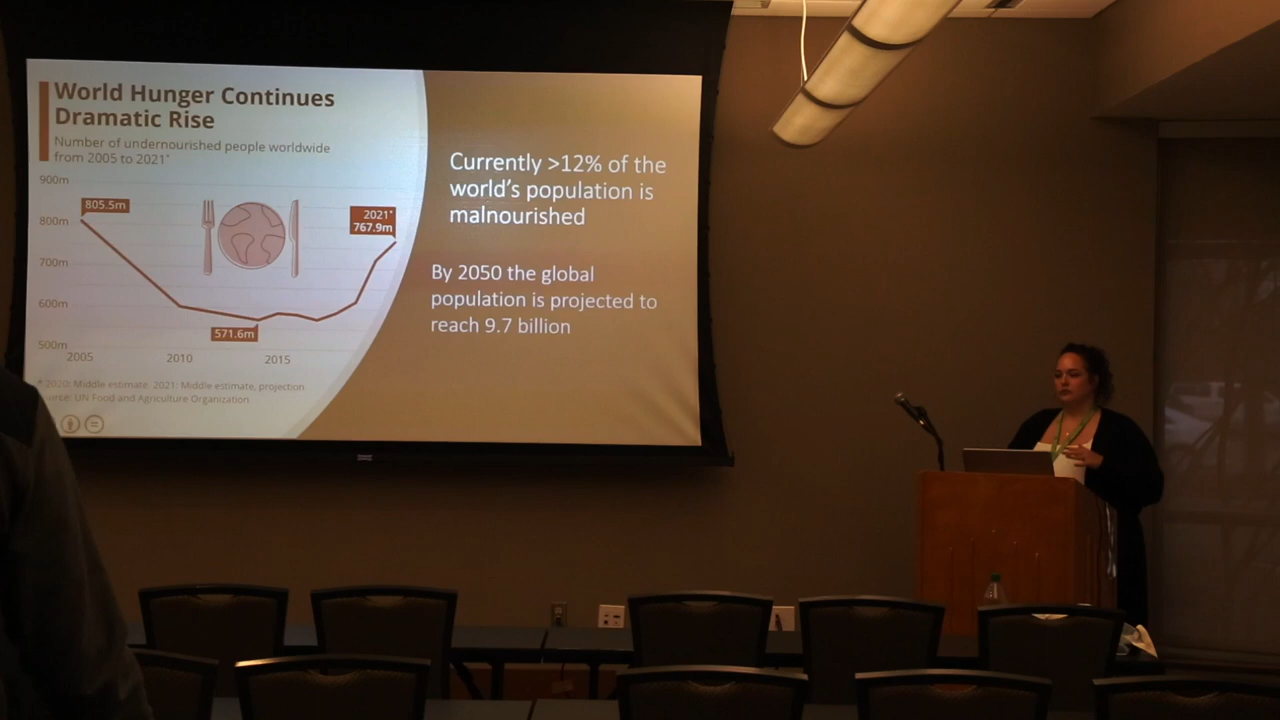 World Hunger Continues
Dramatic Rise
Number of undernourished people worldwide
from 2005 to 2021*
900m
805.5m
800m
2021*
767.9m
700m
600m
571.6m
500m
2005
2010
2015
* 2020: Middle estimate. 2021: Middle estimate, projection
UN Food and Agriculture Organization
Currently >12% of the
world's population is
malnourished
By 2050 the global
population is projected to
reach 9.7 billion